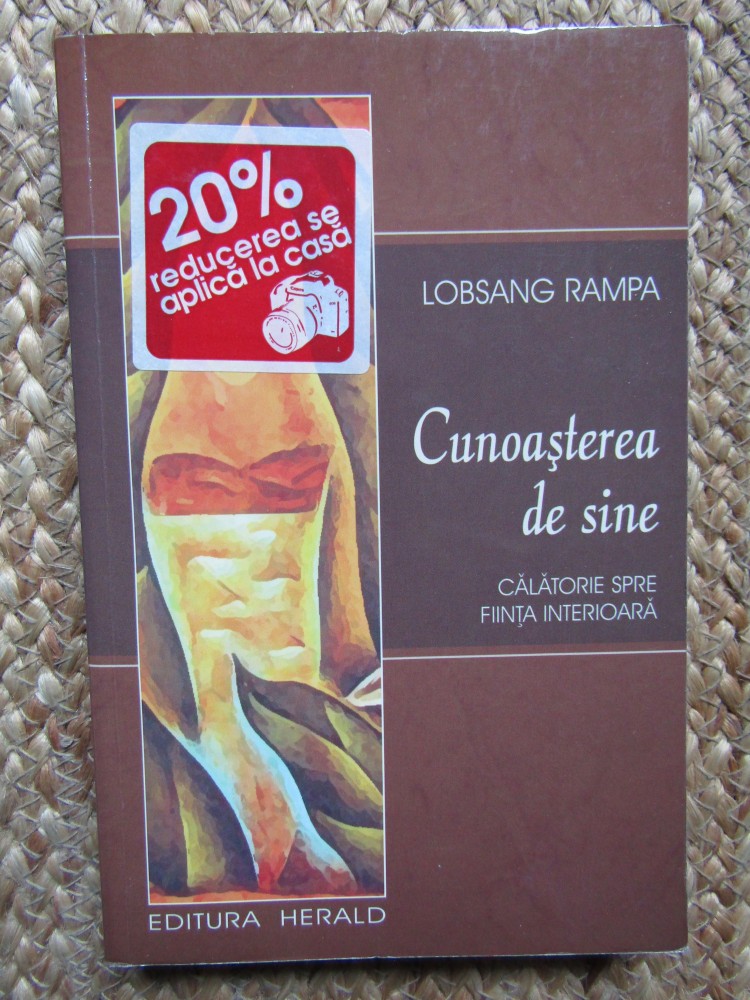 20%
reducerea se
aplică la casă
LOBSANG RAMPA
Cunoaşterea
de sine
CĂLĂTORIE SPRE
FIINŢA INTERIOARĂ
EDITURA HERALD